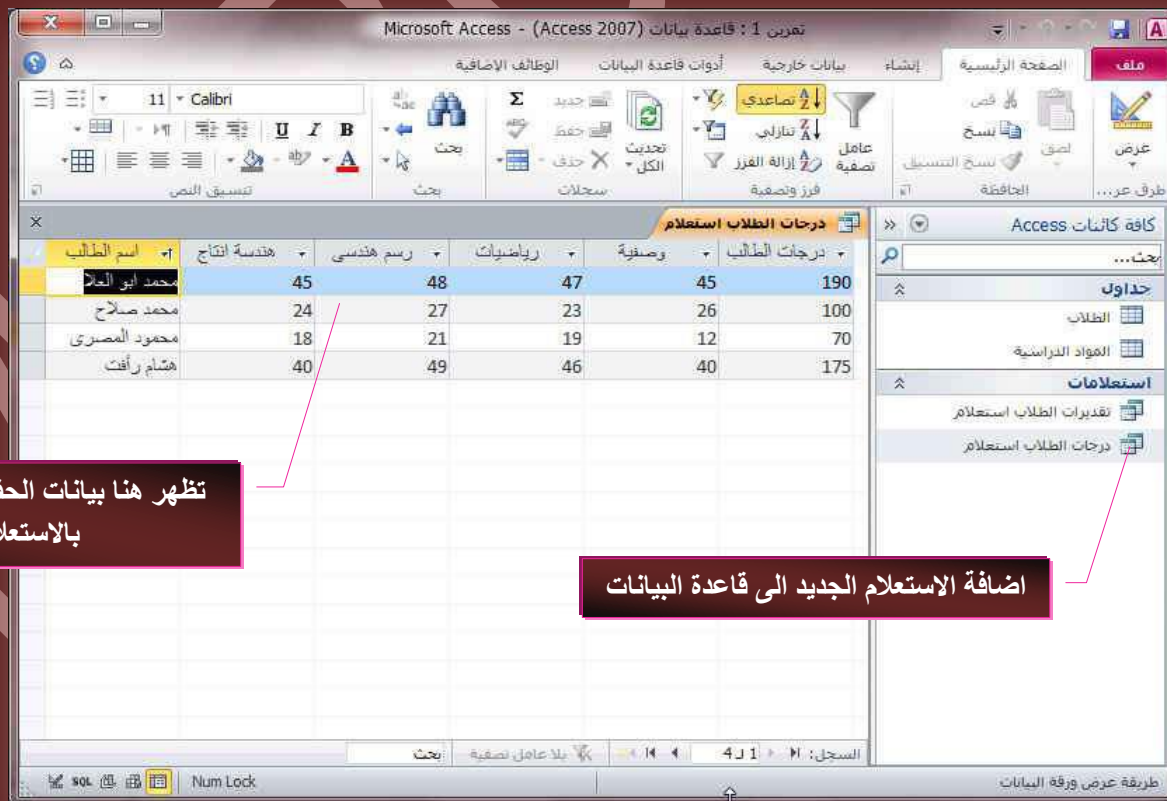 تمرين 1 : قاعدة بيانات (Access 2007) - Microsoft Access
ملف الصفحة الرئيسية إنشاء بيانات خارجية أدوات قاعدة البيانات الوظائف الإضافية
قص تصاعدي جديد Σ Calibri 11
نسخ تنازلي حفظ B I U
عرض لصق نسخ التنسيق عامل تصفية إزالة الفرز تحديث الكل حذف بحث
الحافظة فرز وتصفية سجلات بحث تنسيق النص
كافة كائنات Access
بحث...
جداول
الطلاب
المواد الدراسية
استعلامات
تقديرات الطلاب استعلام
درجات الطلاب استعلام
درجات الطلاب استعلام
اسم الطالب هندسة انتاج رسم هندسى رياضيات وصفية درجات الطالب
محمد ابو العلا 45 48 47 45 190
محمد صلاح 24 27 23 26 100
محمود المصرى 18 21 19 12 70
هشام رأفت 40 49 46 40 175
تظهر هنا بيانات
اضافة الاستعلام الجديد الى قاعدة البيانات
السجل: 1 لـ 4 بلا عامل تصفية بحث
طريقة عرض ورقة البيانات Num Lock SQL